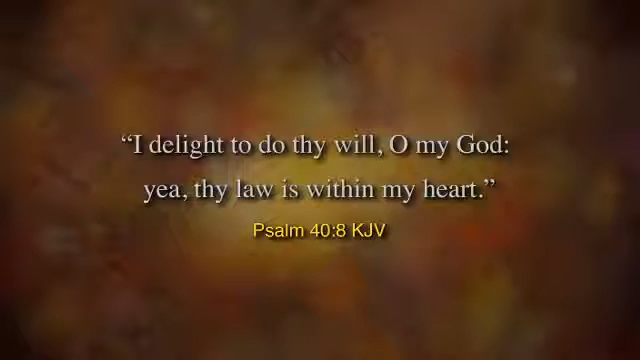 “I delight to do thy will, O my God:
yea, thy law is within my heart.”
Psalm 40:8 KJV